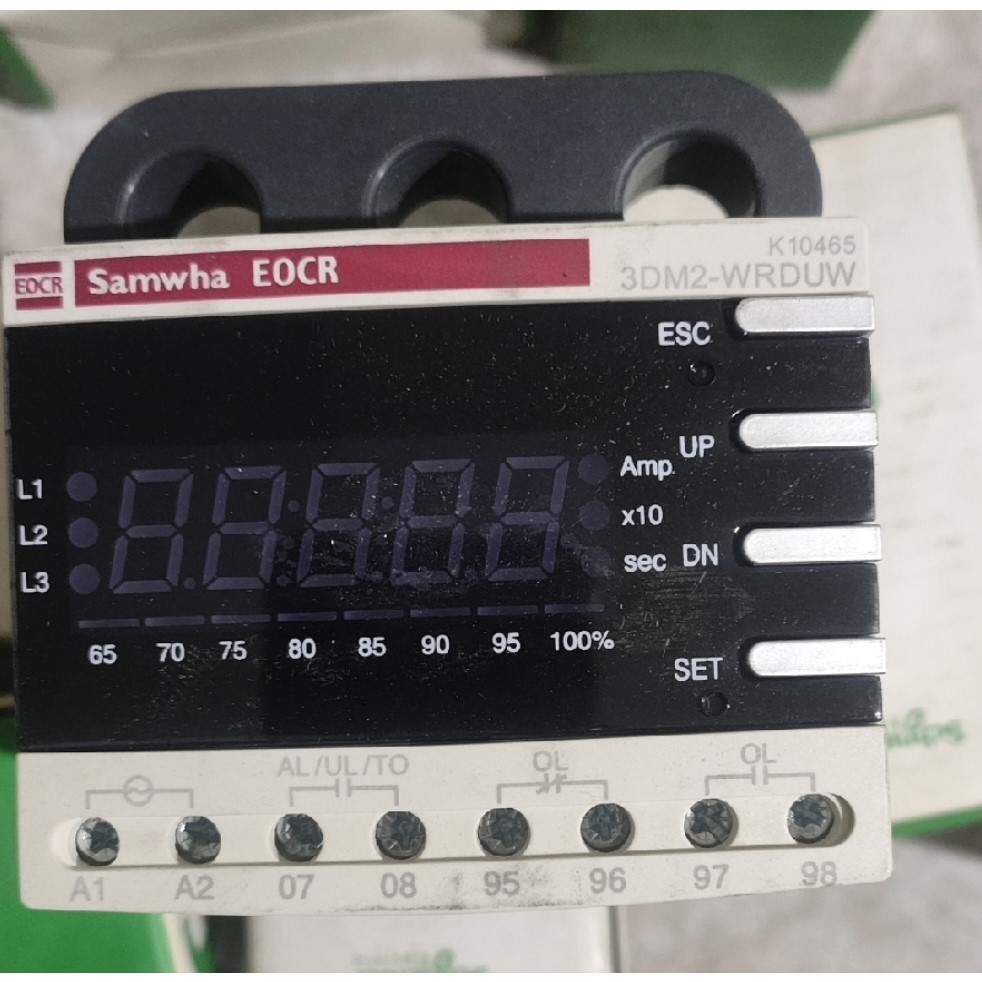 EOCR Samwha EOCR
K10465
3DM2-WRDUW
ESC
UP
Amp
L1
x10
L2
sec DN
L3
65 70 75 80 85 90 95 100%
SET
AL/UL/TO OL OL
A1 A2 07 08 95 96 97 98